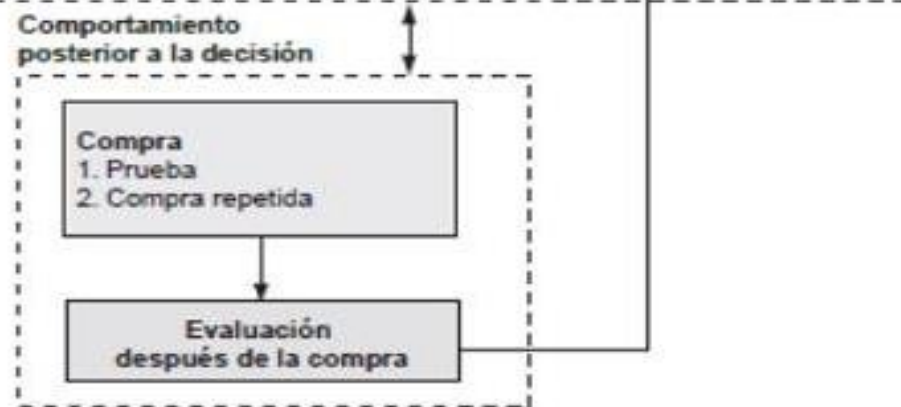 Comportamiento
posterior a la decisión
Compra
1. Prueba
2. Compra repetida
Evaluación
después de la compra